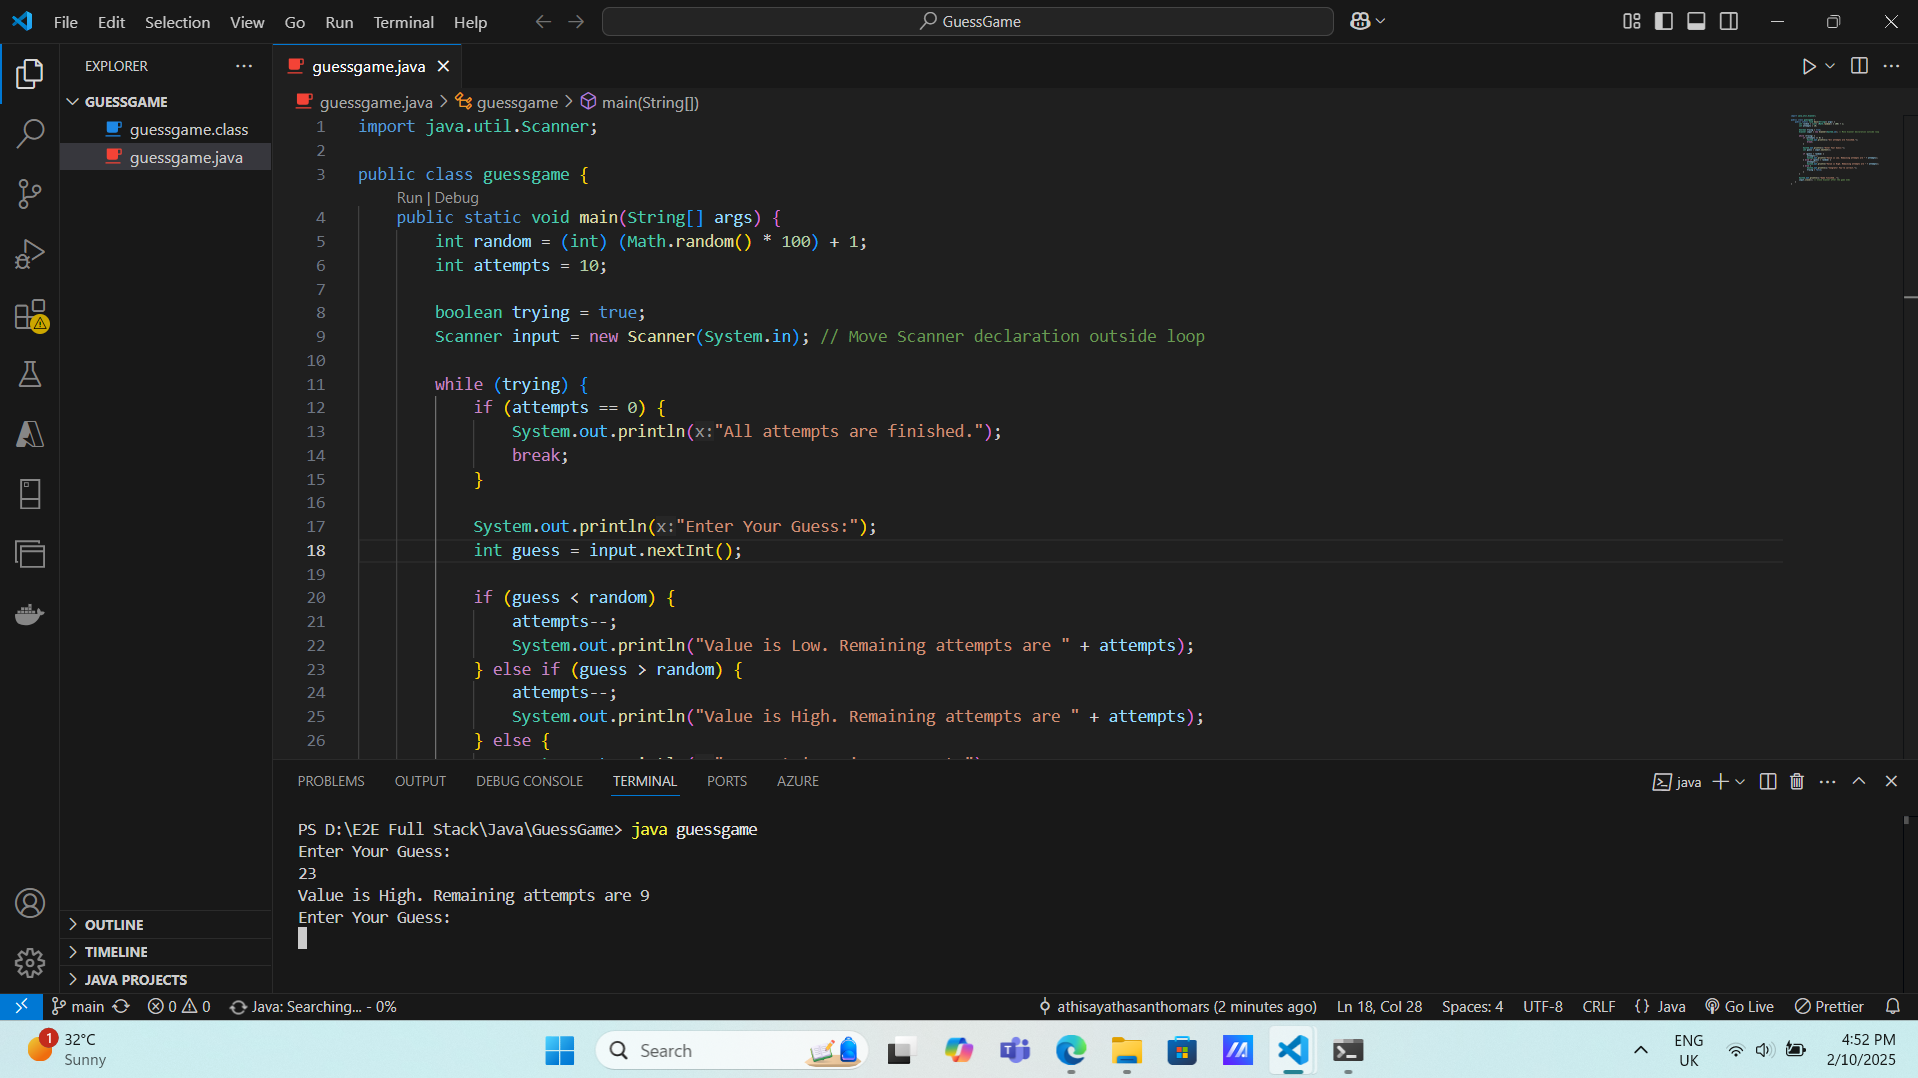 File Edit Selection View Go Run Terminal Help
GuessGame
EXPLORER
GUESSGAME
guessgame.class
guessgame.java
OUTLINE
TIMELINE
JAVA PROJECTS
guessgame.java
guessgame.java > guessgame > main(String[])
1 import java.util.Scanner;
2
3 public class guessgame {
Run | Debug
4 public static void main(String[] args) {
5 int random = (int) (Math.random() * 100) + 1;
6 int attempts = 10;
7
8 boolean trying = true;
9 Scanner input = new Scanner(System.in); // Move Scanner declaration outside loop
10
11 while (trying) {
12 if (attempts == 0) {
13 System.out.println(x:"All attempts are finished.");
14 break;
15 }
16
17 System.out.println(x:"Enter Your Guess:");
18 int guess = input.nextInt();
19
20 if (guess < random) {
21 attempts--;
22 System.out.println("Value is Low. Remaining attempts are " + attempts);
23 } else if (guess > random) {
24 attempts--;
25 System.out.println("Value is High. Remaining attempts are " + attempts);
26 } else {
PROBLEMS OUTPUT DEBUG CONSOLE TERMINAL PORTS AZURE
java
PS D:\E2E Full Stack\Java\GuessGame> java guessgame
Enter Your Guess:
23
Value is High. Remaining attempts are 9
Enter Your Guess:
main 0 0 Java: Searching... - 0% athisayathasanthomars (2 minutes ago) Ln 18, Col 28 Spaces: 4 UTF-8 CRLF {} Java Go Live Prettier
1
32°C
Sunny
Search
ENG
UK
4:52 PM
2/10/2025